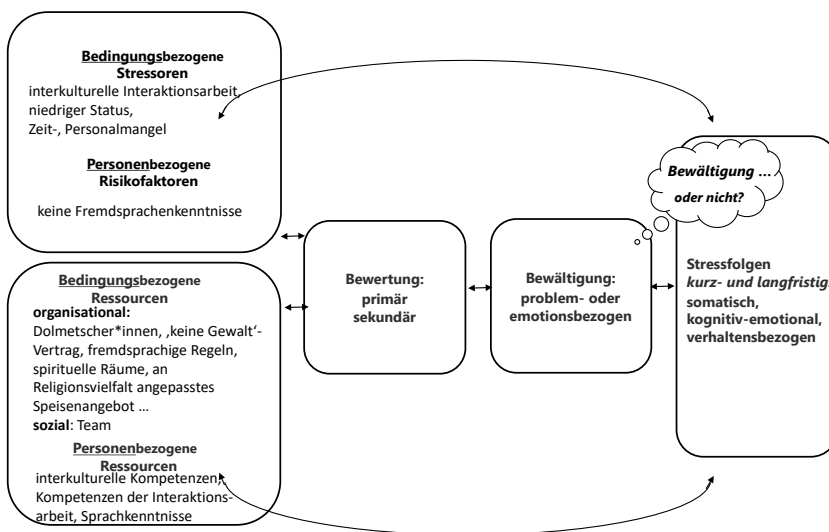 Bedingungsbezogene
Stressoren
interkulturelle Interaktionsarbeit,
niedriger Status,
Zeit-, Personalmangel
Personenbezogene
Risikofaktoren
keine Fremdsprachenkenntnisse
Bedingungsbezogene
Ressourcen
organisational:
Dolmetscher*innen, ‚keine Gewalt‘-
Vertrag, fremdsprachige Regeln,
spirituelle Räume, an
Religionsvielfalt angepasstes
Speisenangebot ...
sozial: Team
Personenbezogene
Ressourcen
interkulturelle Kompetenzen,
Kompetenzen der Interaktions-
arbeit, Sprachkenntnisse
Bewertung:
primär
sekundär
Bewältigung:
problem- oder
emotionsbezogen
Bewältigung ...
oder nicht?
Stressfolgen
kurz- und langfristig:
somatisch,
kognitiv-emotional,
verhaltensbezogen